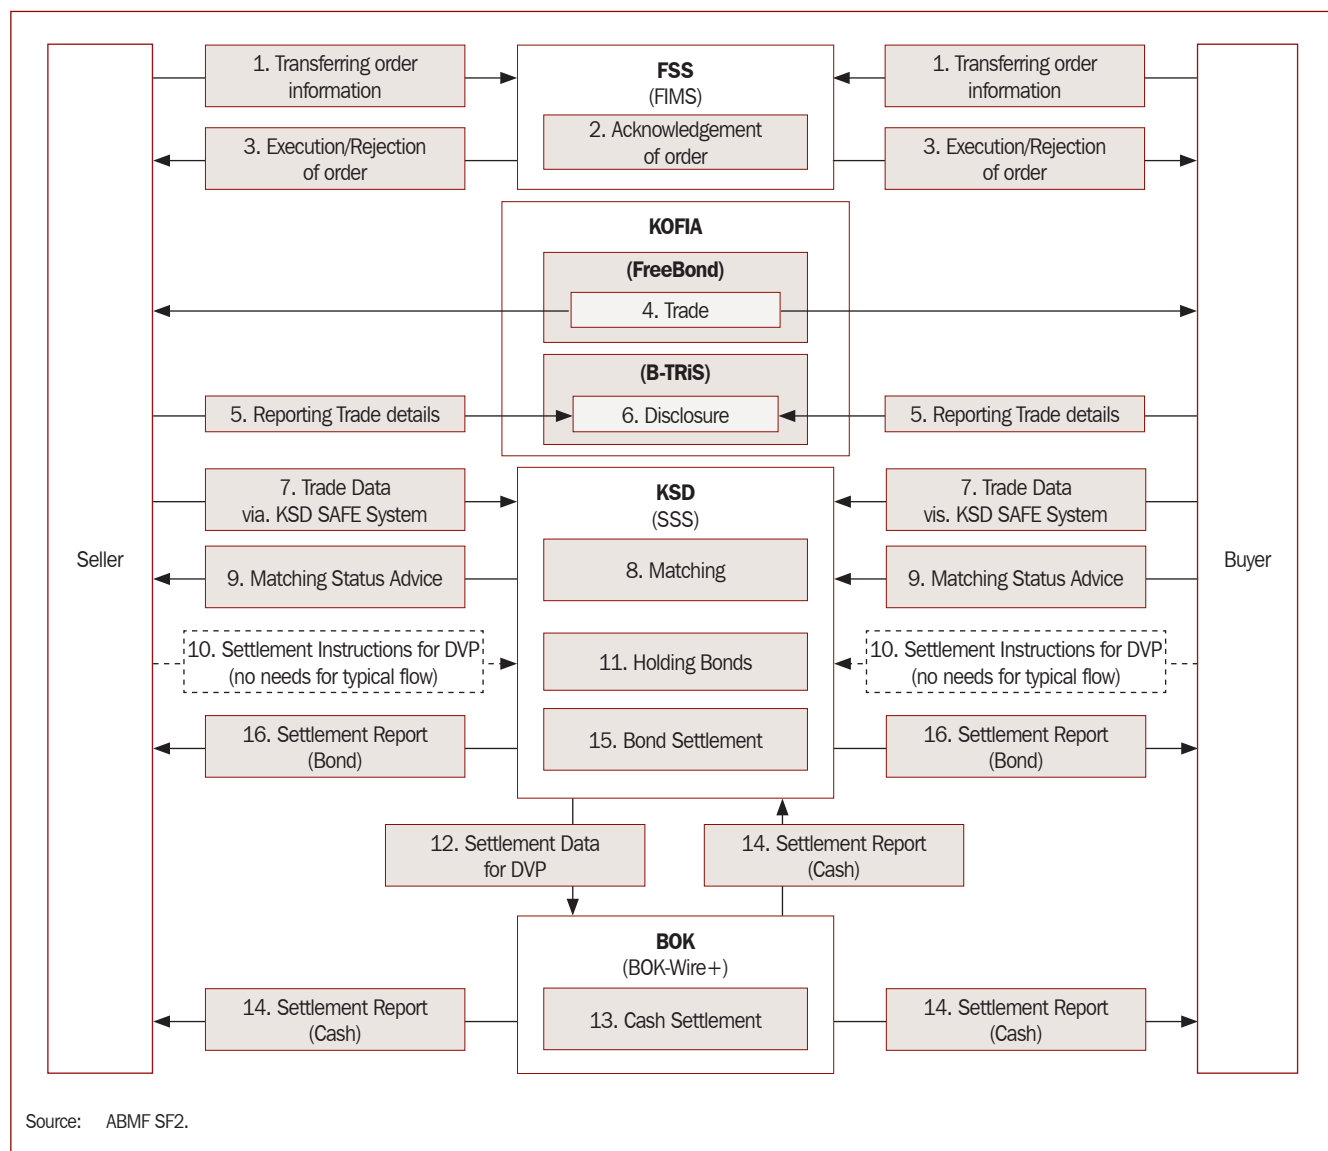 1. Transferring order
information
FSS
(FIMS)
1. Transferring order
information
2. Acknowledgement
of order
3. Execution/Rejection
of order
3. Execution/Rejection
of order
KOFIA
(FreeBond)
4. Trade
(B-TRiS)
5. Reporting Trade details
6. Disclosure
5. Reporting Trade details
7. Trade Data
via. KSD SAFE System
KSD
(SSS)
7. Trade Data
vis. KSD SAFE System
Seller
9. Matching Status Advice
8. Matching
9. Matching Status Advice
Buyer
10. Settlement Instructions for DVP
(no needs for typical flow)
11. Holding Bonds
10. Settlement Instructions for DVP
(no needs for typical flow)
16. Settlement Report
(Bond)
15. Bond Settlement
16. Settlement Report
(Bond)
12. Settlement Data
for DVP
14. Settlement Report
(Cash)
BOK
(BOK-Wire+)
14. Settlement Report
(Cash)
13. Cash Settlement
14. Settlement Report
(Cash)
Source: ABMF SF2.